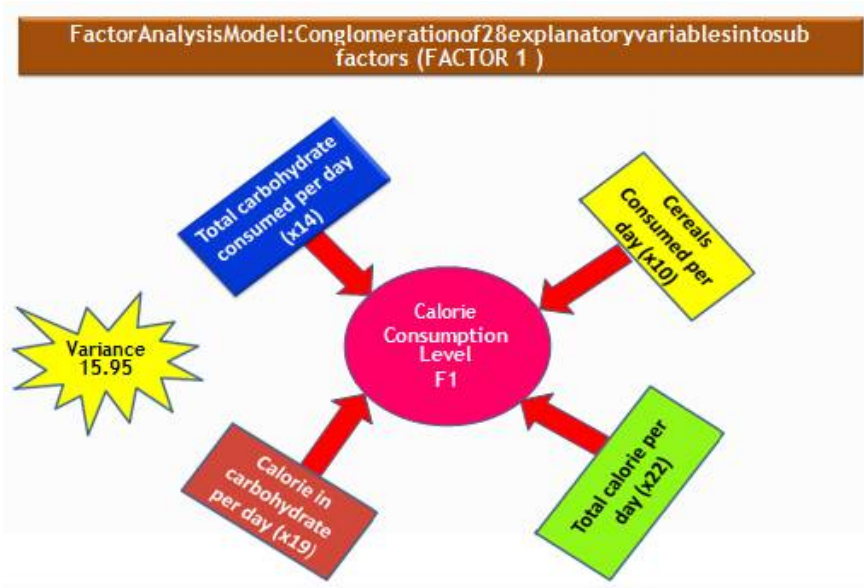 FactorAnalysisModel:Conglomerationof28explanatoryvariablesintosub
factors (FACTOR 1 )
Total carbohydrate
consumed per day
(x14)
Cereals
Consumed per
day (x10)
Calorie
Consumption
Level
F1
Variance
15.95
Calorie in
carbohydrate
per day (x19)
Total calorie per
day (x22)